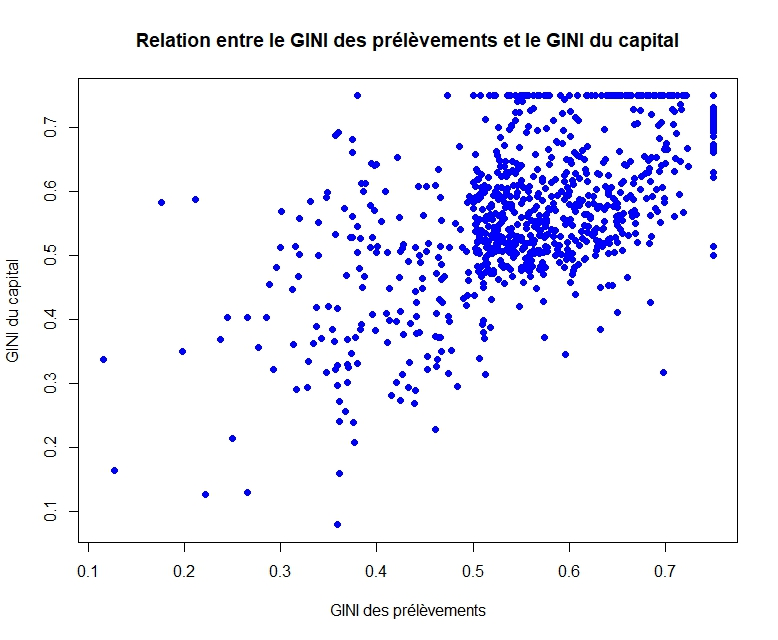 Relation entre le GINI des prélèvements et le GINI du capital
GINI du capital
0.7
0.6
0.5
0.4
0.3
0.2
0.1
0.1 0.2 0.3 0.4 0.5 0.6 0.7
GINI des prélèvements